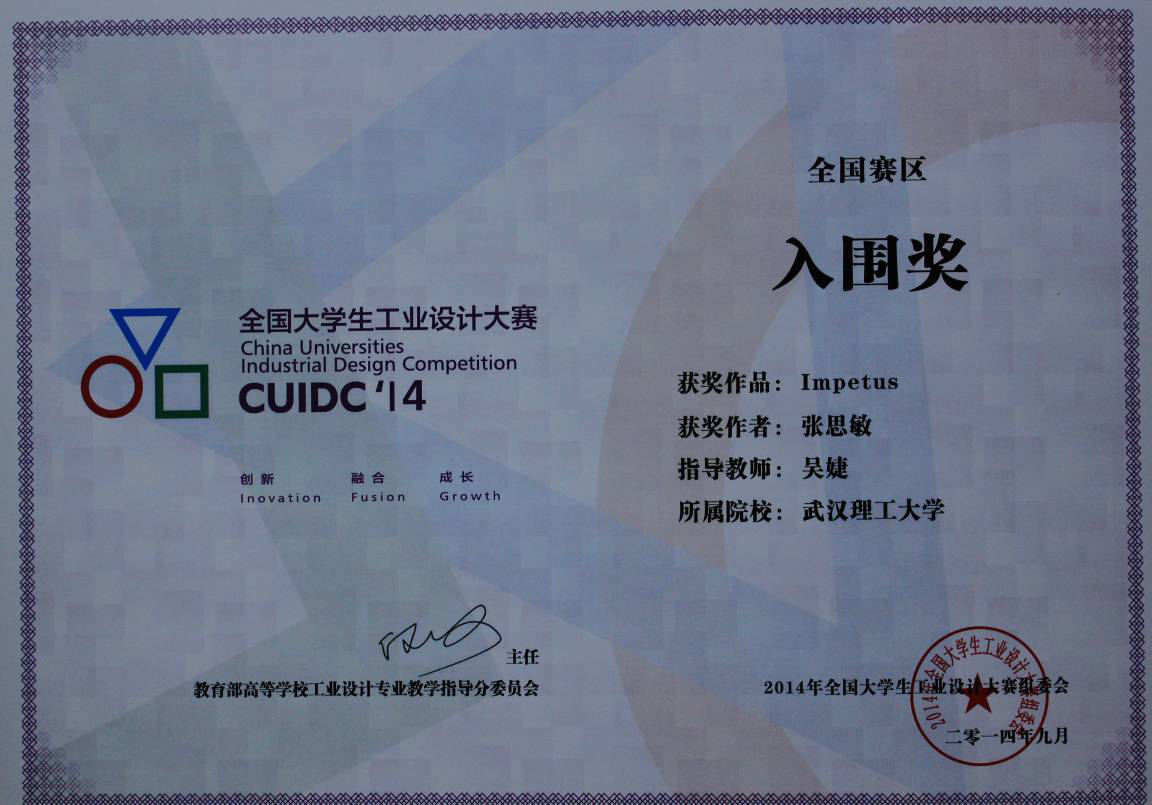 全国赛区
入围奖
全国大学生工业设计大赛
China Universities
Industrial Design Competition
CUIDC '14
创新 融合 成长
Inovation Fusion Growth
获奖作品： Impetus
获奖作者： 张思敏
指导教师： 吴婕
所属院校： 武汉理工大学
主任
教育部高等学校工业设计专业教学指导分委员会
2014年全国大学生工业设计大赛组委会
二零一四年九月
2014年全国大学生工业设计大赛组委会